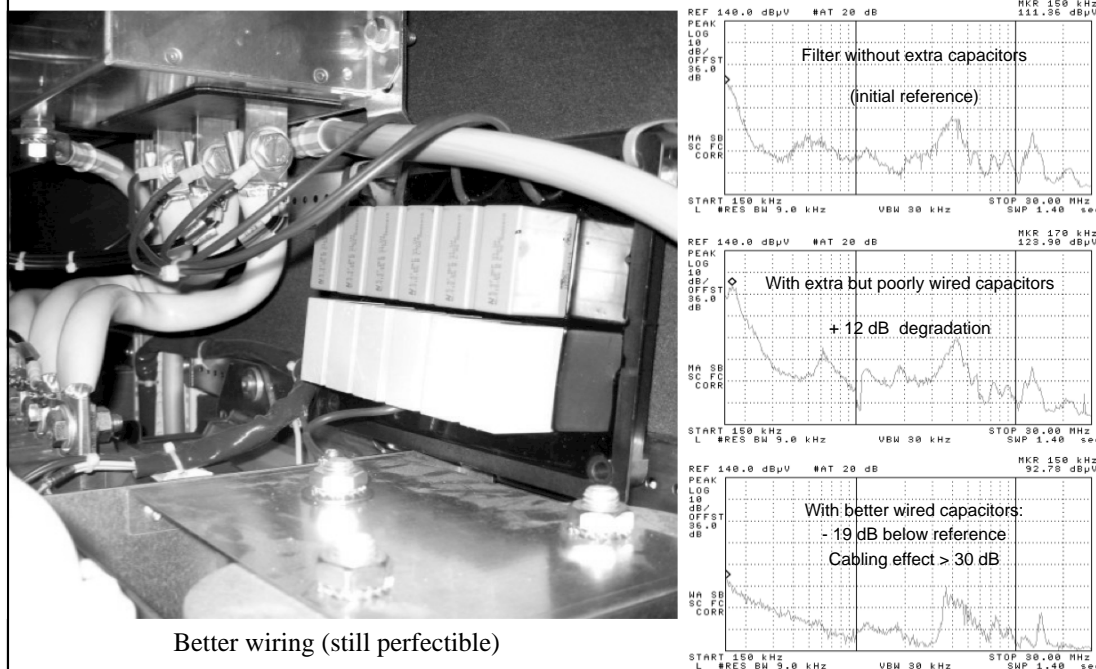 Better wiring (still perfectible)
REF 140.0 dBµV #AT 20 dB
MKR 150 kHz
111.36 dBµV
PEAK
LOG
10
dB/
OFFST
36.0
dB
Filter without extra capacitors
(initial reference)
MA SB
SC FC
CORR
START 150 kHz
STOP 30.00 MHz
L #RES BW 9.0 kHz
VBW 30 kHz
SWP 1.40 sec
REF 140.0 dBµV #AT 20 dB
MKR 170 kHz
123.90 dBµV
PEAK
LOG
10
dB/
OFFST
36.0
dB
With extra but poorly wired capacitors
+ 12 dB degradation
MA SB
SC FC
CORR
START 150 kHz
STOP 30.00 MHz
L #RES BW 9.0 kHz
VBW 30 kHz
SWP 1.40 sec
REF 140.0 dBµV #AT 20 dB
MKR 150 kHz
92.78 dBµV
PEAK
LOG
10
dB/
OFFST
36.0
dB
With better wired capacitors:
- 19 dB below reference
Cabling effect > 30 dB
WA SB
SC FC
CORR
START 150 kHz
STOP 30.00 MHz
L #RES BW 9.0 kHz
VBW 30 kHz
SWP 1.40 sec